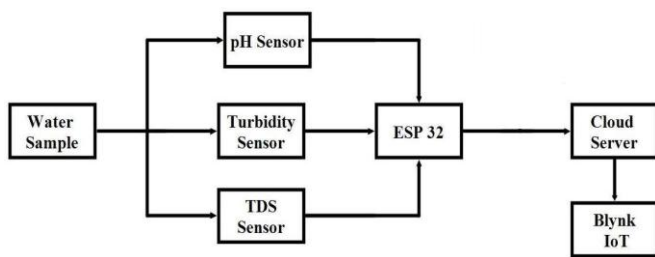 pH Sensor
Water
Sample
Turbidity
Sensor
ESP 32
Cloud
Server
TDS
Sensor
Blynk
IoT